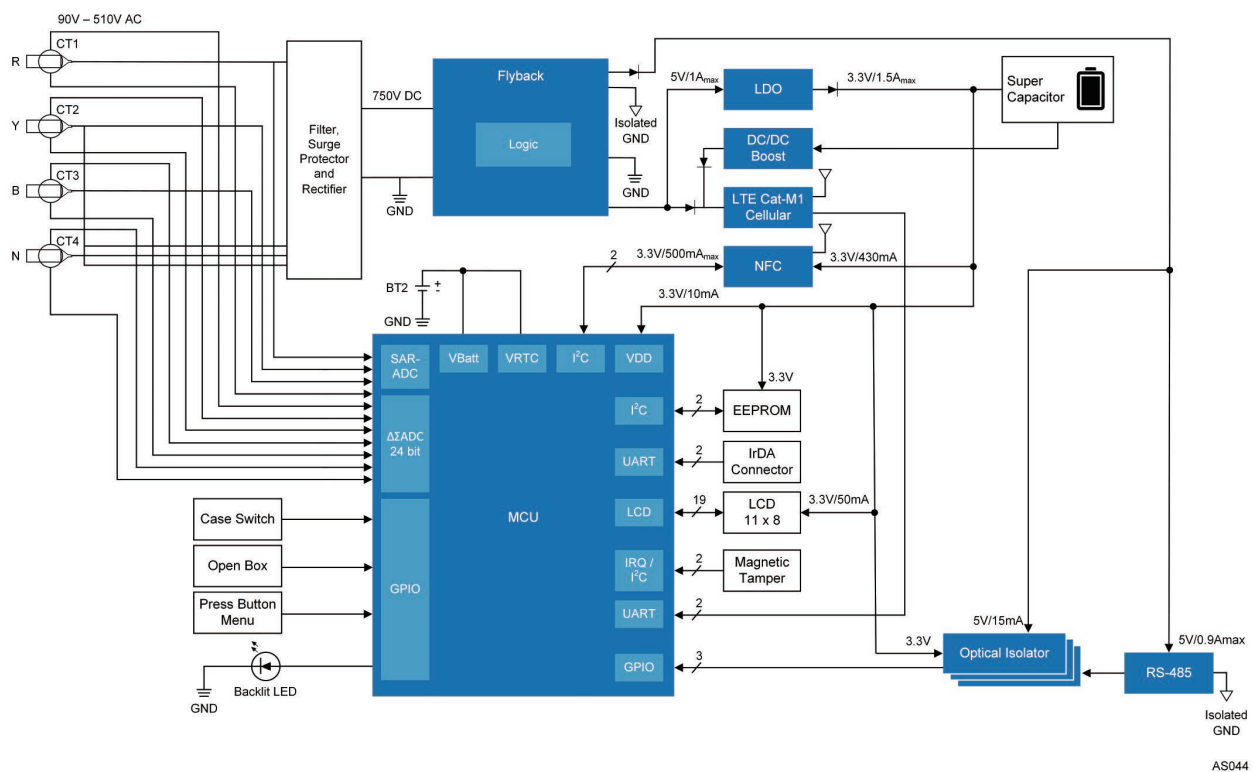 90V – 510V AC
CT1
R
CT2
Y
CT3
B
CT4
N
Filter,
Surge
Protector
and
Rectifier
750V DC
GND
Flyback
Logic
Isolated
GND
GND
5V/1Amax
LDO
3.3V/1.5Amax
Super
Capacitor
DC/DC
Boost
LTE Cat-M1
Cellular
2
3.3V/500mAmax
NFC
3.3V/430mA
BT2
+
-
GND
3.3V/10mA
SAR-
ADC
VBatt
VRTC
I²C
VDD
3.3V
I²C
2
EEPROM
ΔΣADC
24 bit
UART
2
IrDA
Connector
MCU
LCD
19
LCD
11 x 8
3.3V/50mA
Case Switch
Open Box
Press Button
Menu
GPIO
IRQ /
I²C
2
Magnetic
Tamper
UART
2
GPIO
3
3.3V
5V/15mA
Optical Isolator
5V/0.9Amax
RS-485
Isolated
GND
Backlit LED
GND
AS044